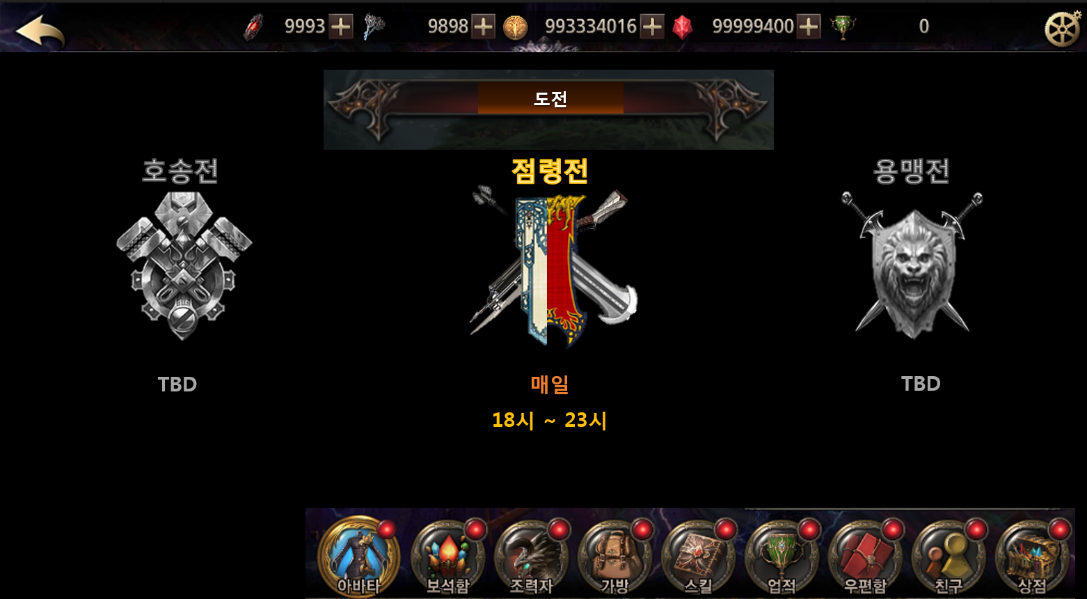 9993
9898
993334016
99999400
0
도전
호송전
점령전
용맹전
TBD
매일
TBD
18시 ~ 23시
아바타
보석함
조력자
가방
스킬
업적
우편함
친구
상점